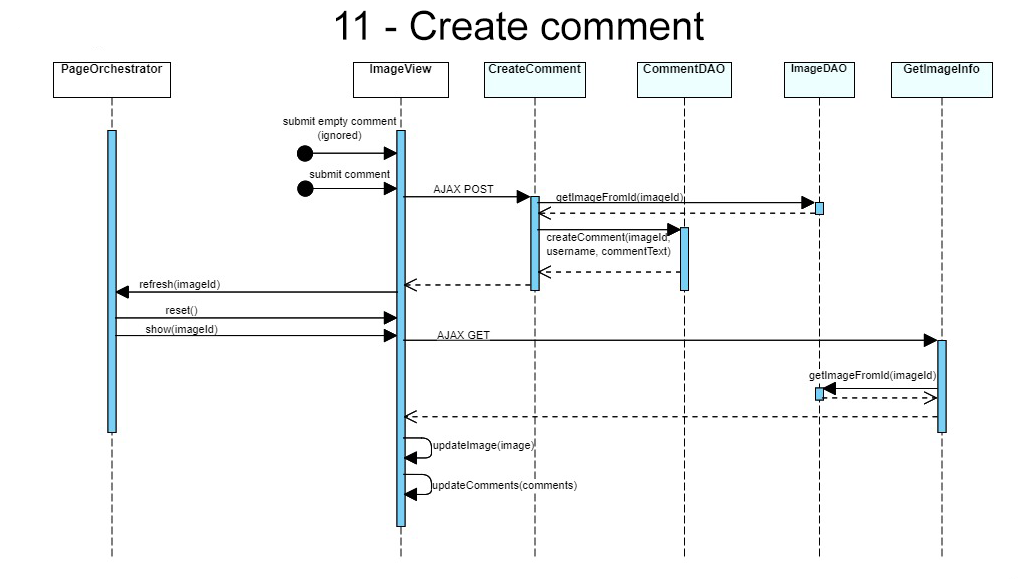 11 - Create comment
PageOrchestrator
ImageView
CreateComment
CommentDAO
ImageDAO
GetImageInfo
submit empty comment
(ignored)
submit comment
AJAX POST
getImageFromId(imageId)
createComment(imageId,
username, commentText)
refresh(imageId)
reset()
show(imageId)
AJAX GET
getImageFromId(imageId)
updateImage(image)
updateComments(comments)